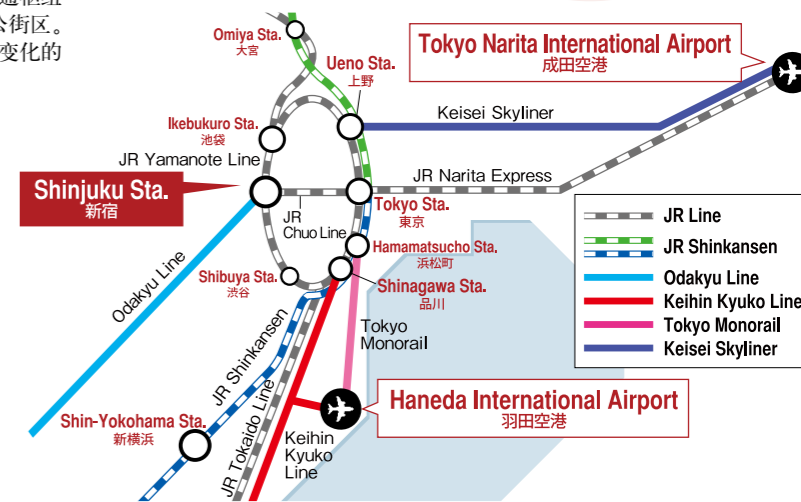 通枢纽
公街区。
变化的
Omiya Sta.
大宮
Ueno Sta.
上野
Tokyo Narita International Airport
成田空港
Ikebukuro Sta.
池袋
Keisei Skyliner
JR Yamanote Line
JR Narita Express
Shinjuku Sta.
新宿
JR
Chuo Line
Tokyo Sta.
東京
Hamamatsucho Sta.
浜松町
Shibuya Sta.
渋谷
Shinagawa Sta.
品川
Odakyu Line
JR Shinkansen
Tokyo
Monorail
JR Line
JR Shinkansen
Odakyu Line
Keihin Kyuko Line
Tokyo Monorail
Keisei Skyliner
Haneda International Airport
羽田空港
Shin-Yokohama Sta.
新横浜
JR Tokaido Line
Keihin
Kyuko
Line